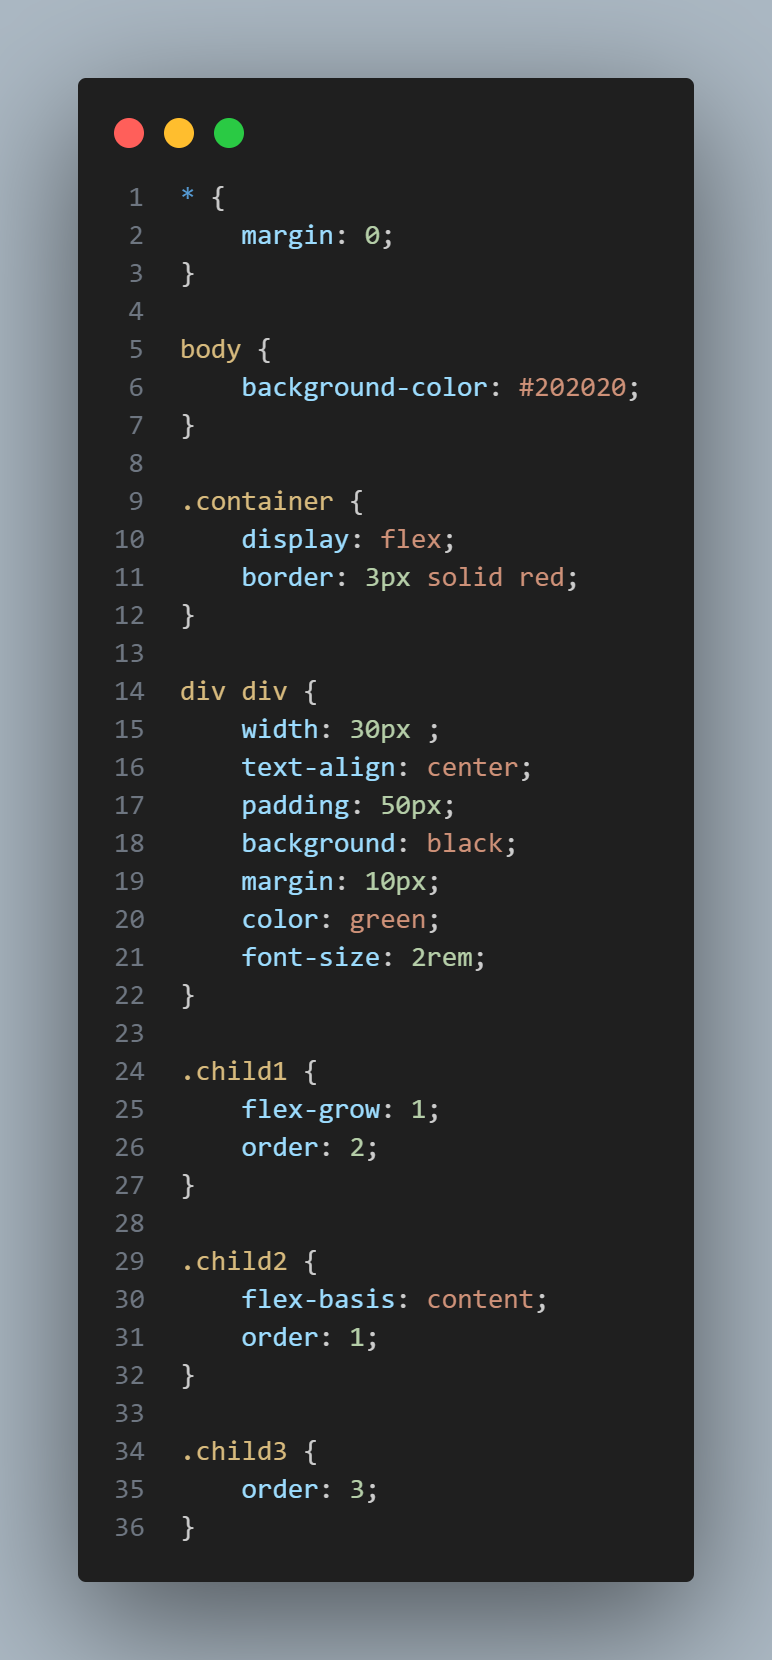 1 * {
2     margin: 0;
3 }
4
5 body {
6     background-color: #202020;
7 }
8
9 .container {
10     display: flex;
11     border: 3px solid red;
12 }
13
14 div div {
15     width: 30px ;
16     text-align: center;
17     padding: 50px;
18     background: black;
19     margin: 10px;
20     color: green;
21     font-size: 2rem;
22 }
23
24 .child1 {
25     flex-grow: 1;
26     order: 2;
27 }
28
29 .child2 {
30     flex-basis: content;
31     order: 1;
32 }
33
34 .child3 {
35     order: 3;
36 }